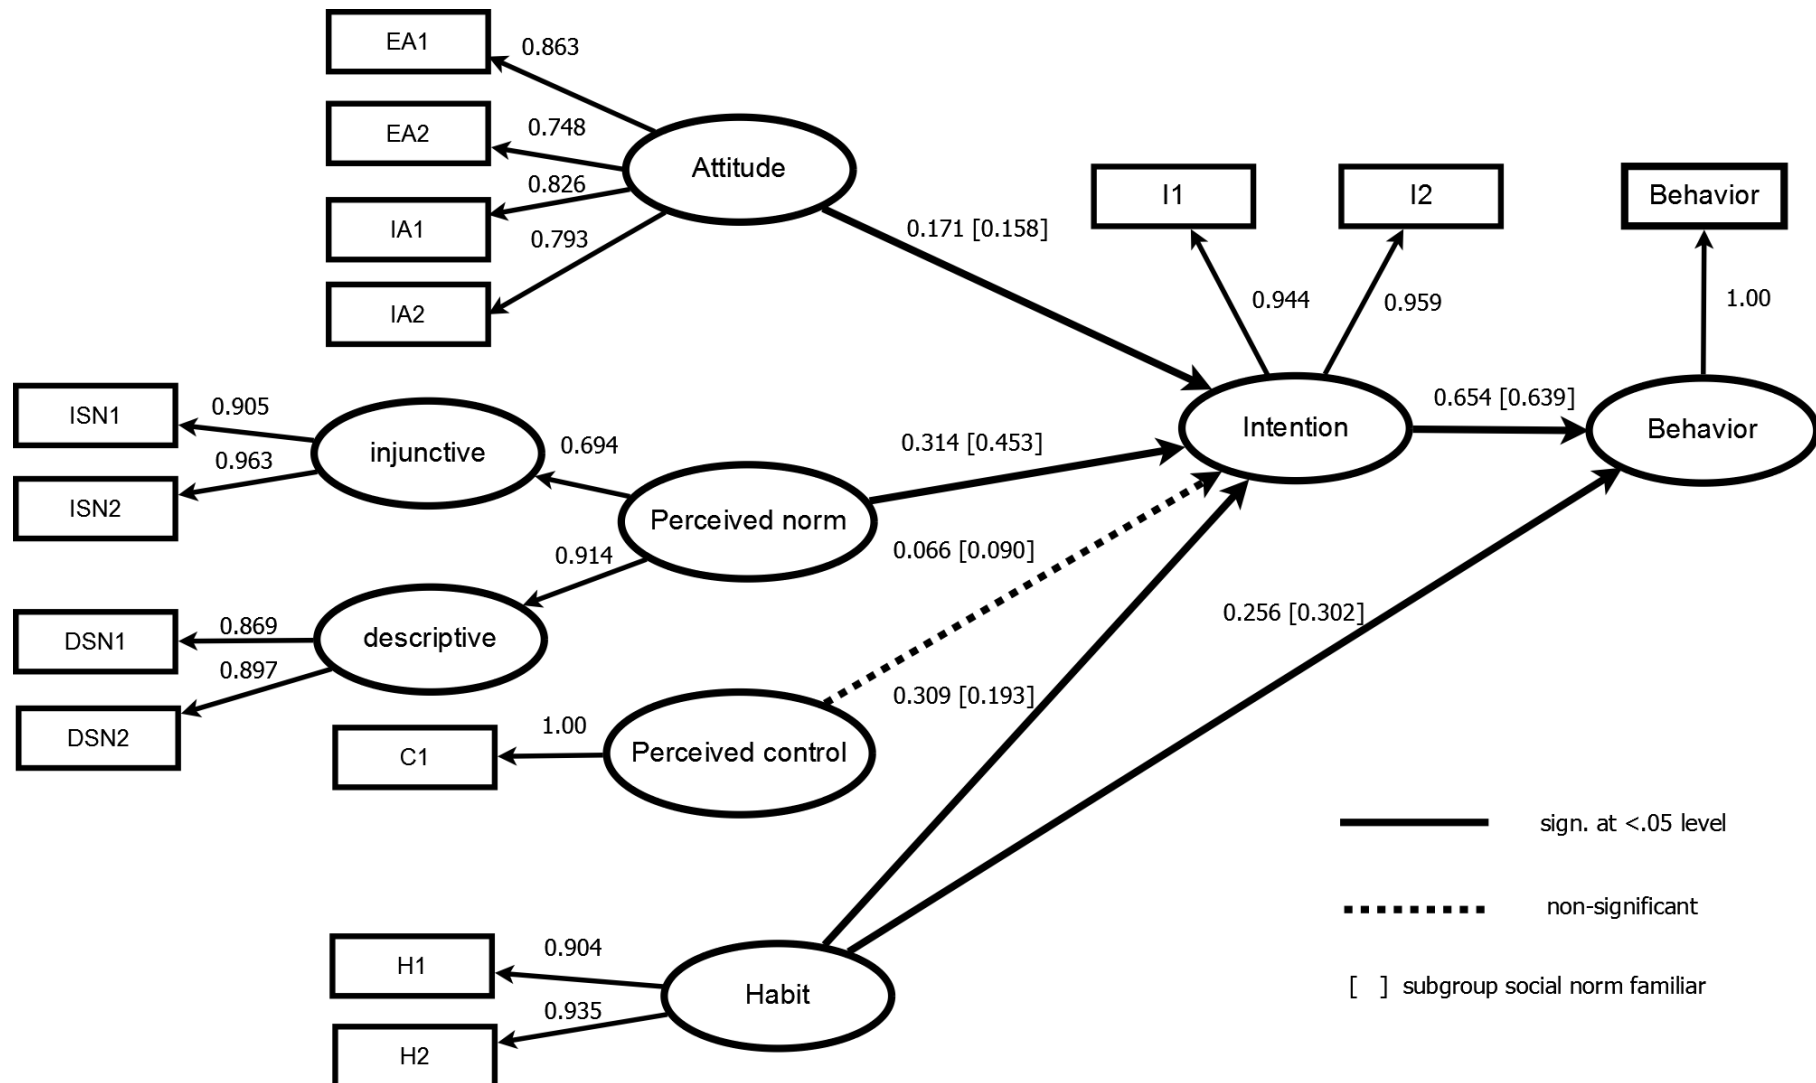 EA1
0.863
EA2
0.748
Attitude
0.826
IA1
0.793
IA2
I1
I2
Behavior
0.171 [0.158]
0.944
0.959
1.00
ISN1
0.905
injunctive
0.963
ISN2
0.694
Perceived norm
0.314 [0.453]
Intention
0.654 [0.639]
Behavior
0.914
0.066 [0.090]
DSN1
0.869
descriptive
0.897
DSN2
0.256 [0.302]
0.309 [0.193]
C1
1.00
Perceived control
H1
0.904
Habit
0.935
H2
sign. at <.05 level
non-significant
[ ] subgroup social norm familiar